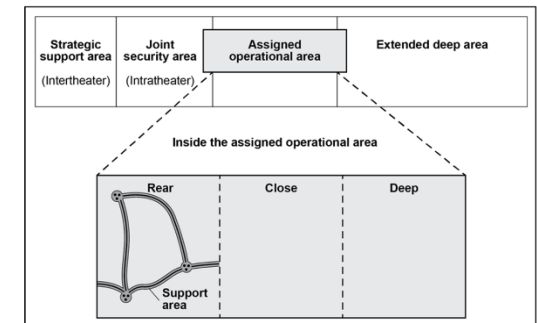 Strategic
support area
(Intertheater)
Joint
security area
(Intratheater)
Assigned
operational area
Extended deep area
Inside the assigned operational area
Rear
Close
Deep
Support
area